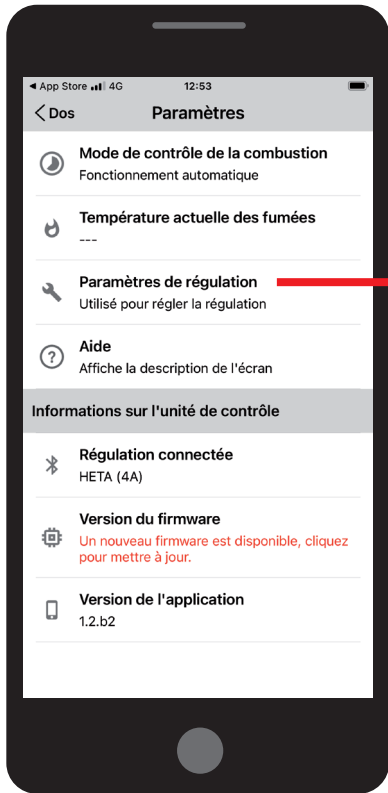 App Store 4G 12:53
Dos Paramètres
Mode de contrôle de la combustion
Fonctionnement automatique
Température actuelle des fumées
---
Paramètres de régulation
Utilisé pour régler la régulation
Aide
Affiche la description de l'écran
Informations sur l'unité de contrôle
Régulation connectée
HETA (4A)
Version du firmware
Un nouveau firmware est disponible, cliquez
pour mettre à jour.
Version de l'application
1.2.b2